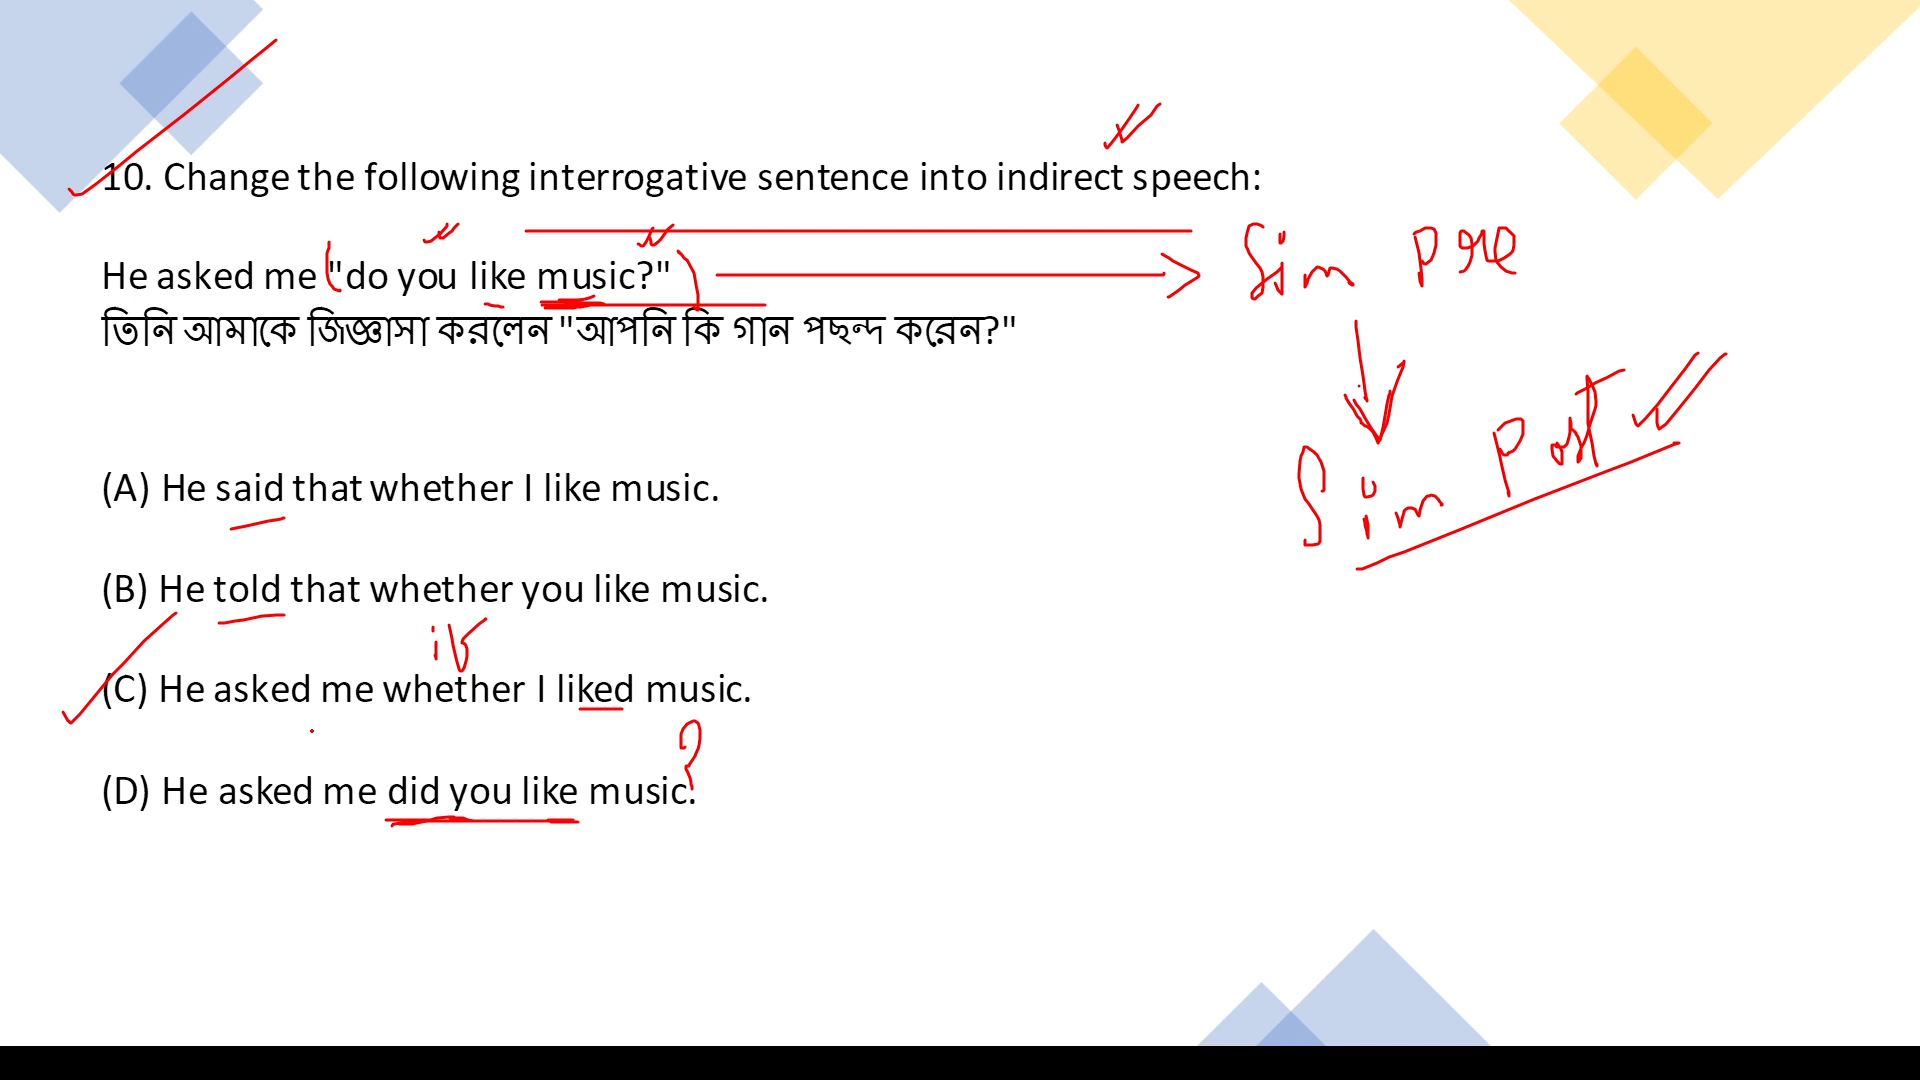 10. Change the following interrogative sentence into indirect speech:
He asked me "do you like music?"
Sim Pre
তিনি আমাকে জিজ্ঞাসা করলেন "আপনি কি গান পছন্দ করেন?"
Sim Past
(A) He said that whether I like music.
(B) He told that whether you like music.
if
(C) He asked me whether I liked music.
(D) He asked me did you like music.
?